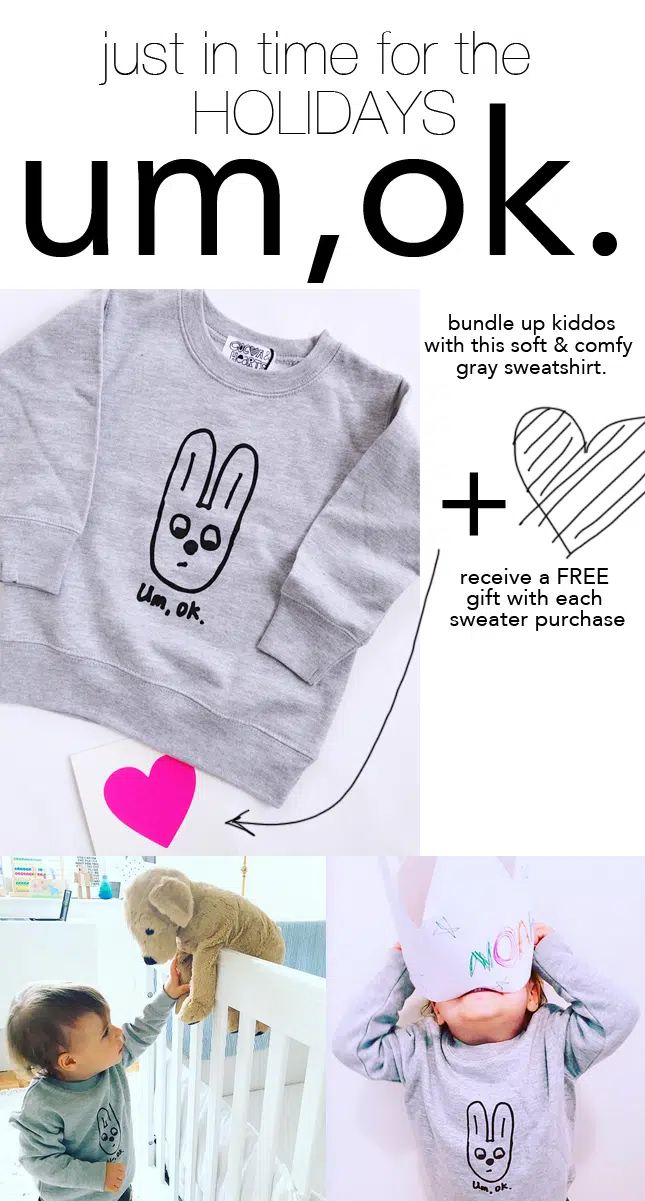 just in time for the
HOLIDAYS
um,ok.
bundle up kiddos
with this soft & comfy
gray sweatshirt.
+
receive a FREE
gift with each
sweater purchase
HEARTS
um, ok.
um, ok.